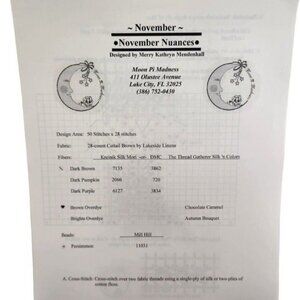 ~ November ~
●November Nuances●
Designed by Merry Kathryn Mendenhall
Moon Pi Madness
411 Olustee Avenue
Lake City, FL 32025
(386) 752-0430
Design Area: 50 Stitches x 28 stitches
Fabric: 28-count Cattail Brown by Lakeside Linens
Fibers: Kreinik Silk Mori -or- DMC The Thread Gatherer Silk 'n Colors
Dark Brown 7135 3862
Dark Pumpkin 2066 720
Dark Purple 6127 3834
♥ Brown Overdye Chocolate Caramel
Brights Overdye Autumn Bouquet
Beads: Mill Hill
+ Persimmon 11031
A. Cross-Stitch: Cross-stitch over two fabric threads using a single-ply of silk or two-plies of
cotton floss.